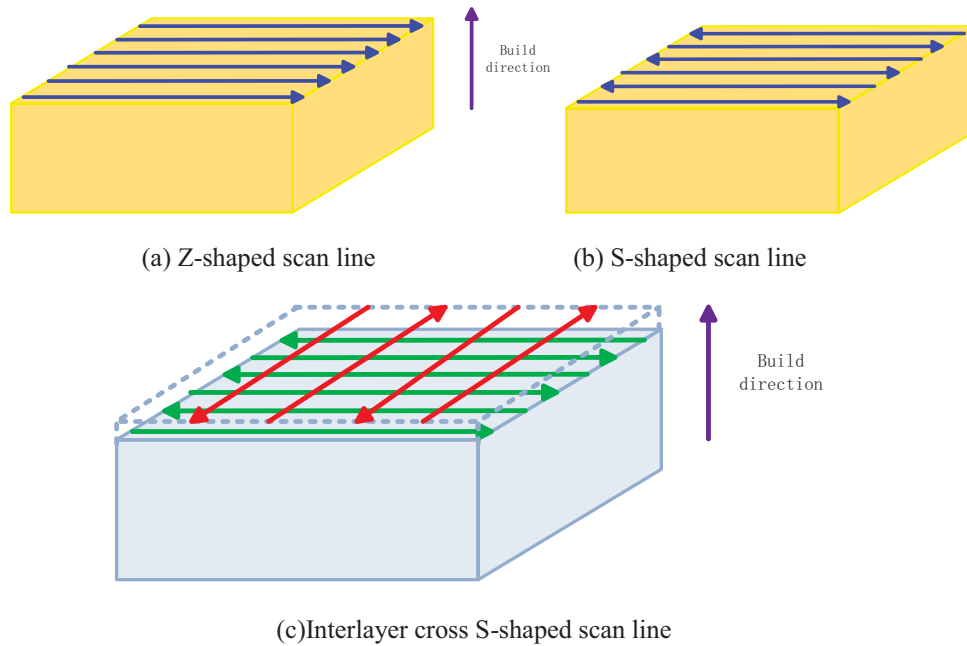 Build
direction
(a) Z-shaped scan line
(b) S-shaped scan line
Build
direction
(c)Interlayer cross S-shaped scan line